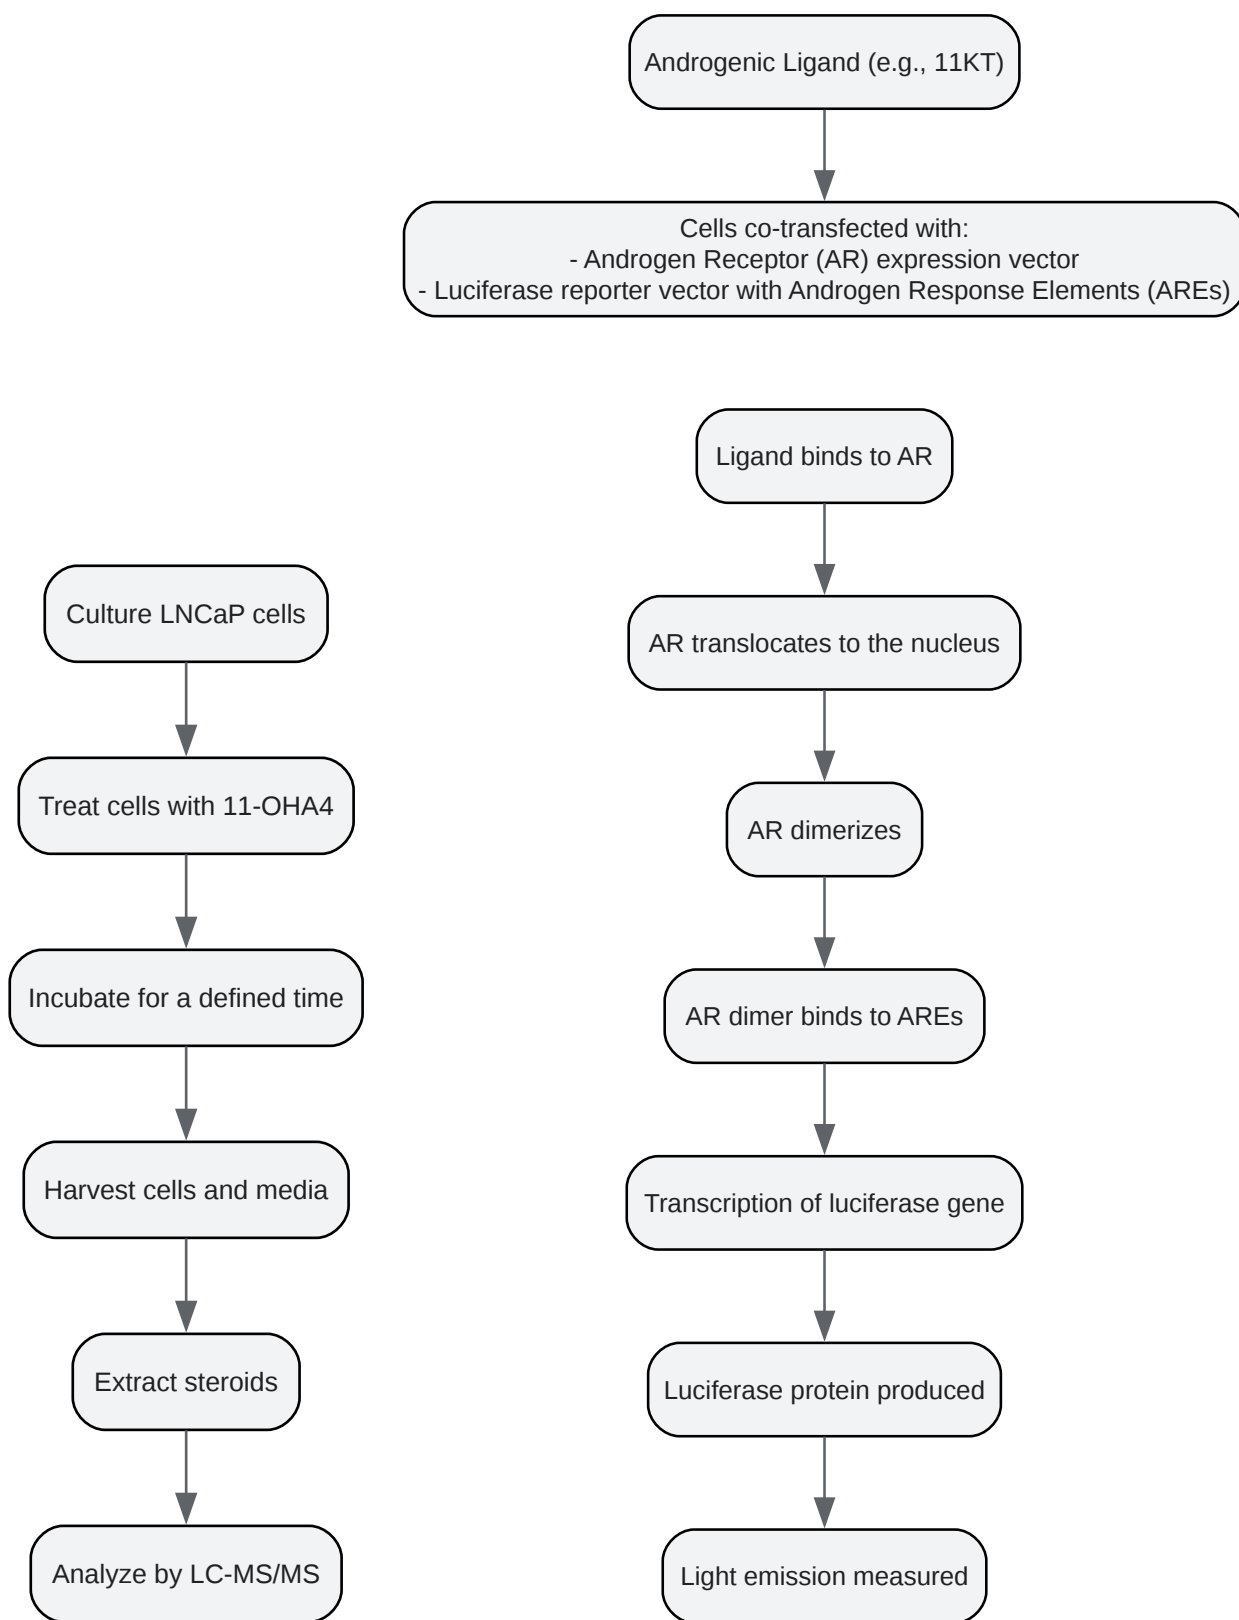 Androgenic Ligand (e.g., 11KT)
Cells co-transfected with:
- Androgen Receptor (AR) expression vector
- Luciferase reporter vector with Androgen Response Elements (AREs)
Ligand binds to AR
AR translocates to the nucleus
AR dimerizes
AR dimer binds to AREs
Transcription of luciferase gene
Luciferase protein produced
Light emission measured
Culture LNCaP cells
Treat cells with 11-OHA4
Incubate for a defined time
Harvest cells and media
Extract steroids
Analyze by LC-MS/MS